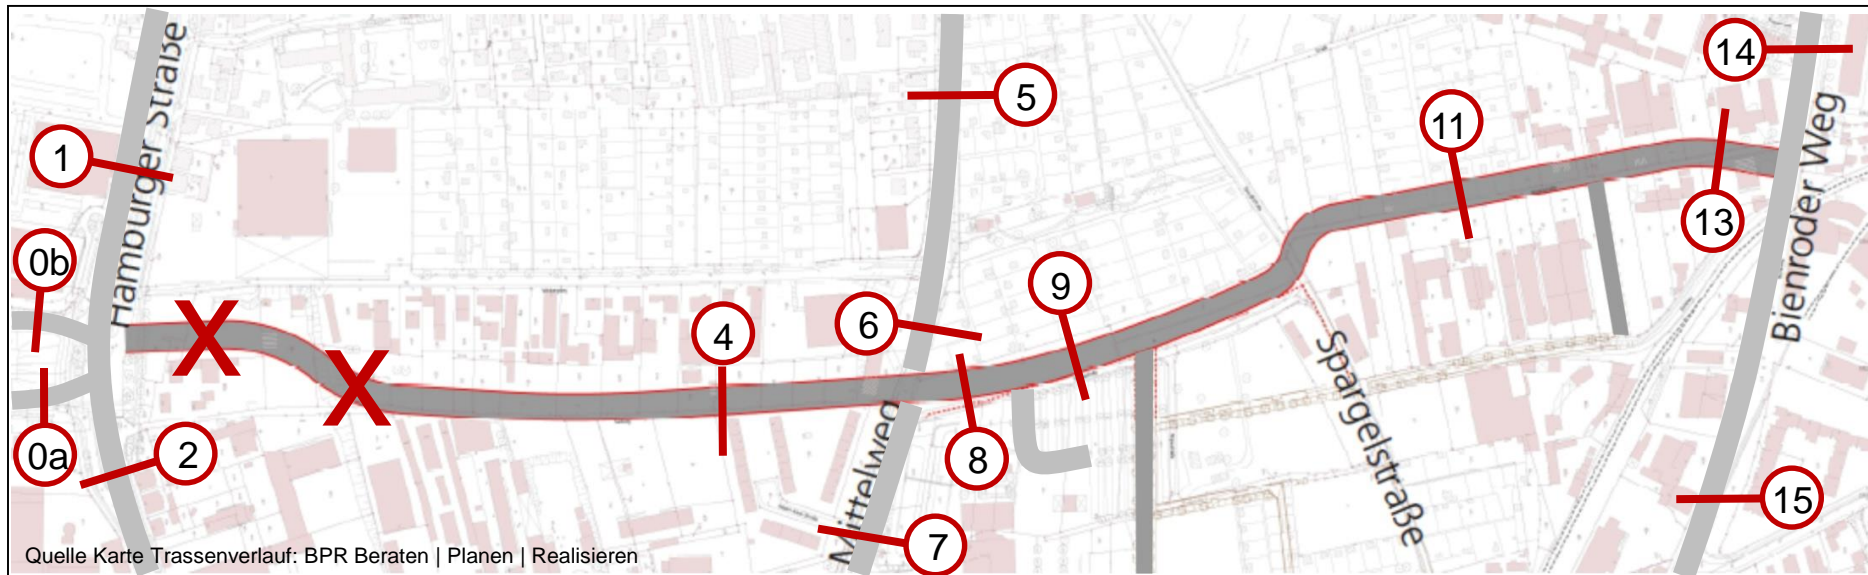 Hamburger Straße
1
0b
0a
2
X
X
4
5
6
7
Mittelweg
8
9
11
Spargelstraße
13
14
Bienroder Weg
15
Quelle Karte Trassenverlauf: BPR Beraten | Planen | Realisieren